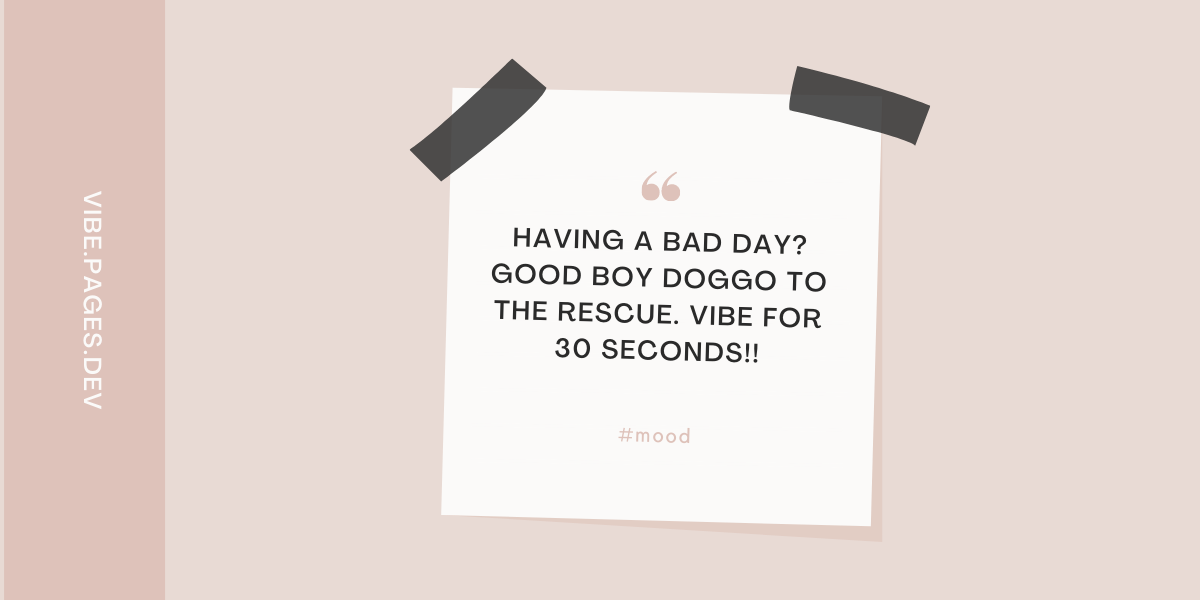 VIBE.PAGES.DEV
“
HAVING A BAD DAY?
GOOD BOY DOGGO TO
THE RESCUE. VIBE FOR
30 SECONDS!!
#mood